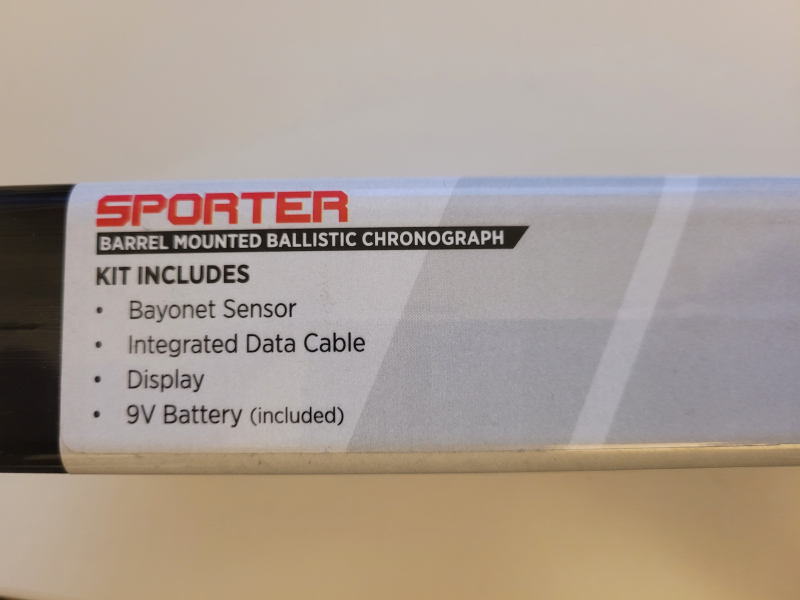 SPORTER
BARREL MOUNTED BALLISTIC CHRONOGRAPH
KIT INCLUDES
• Bayonet Sensor
• Integrated Data Cable
• Display
• 9V Battery (included)